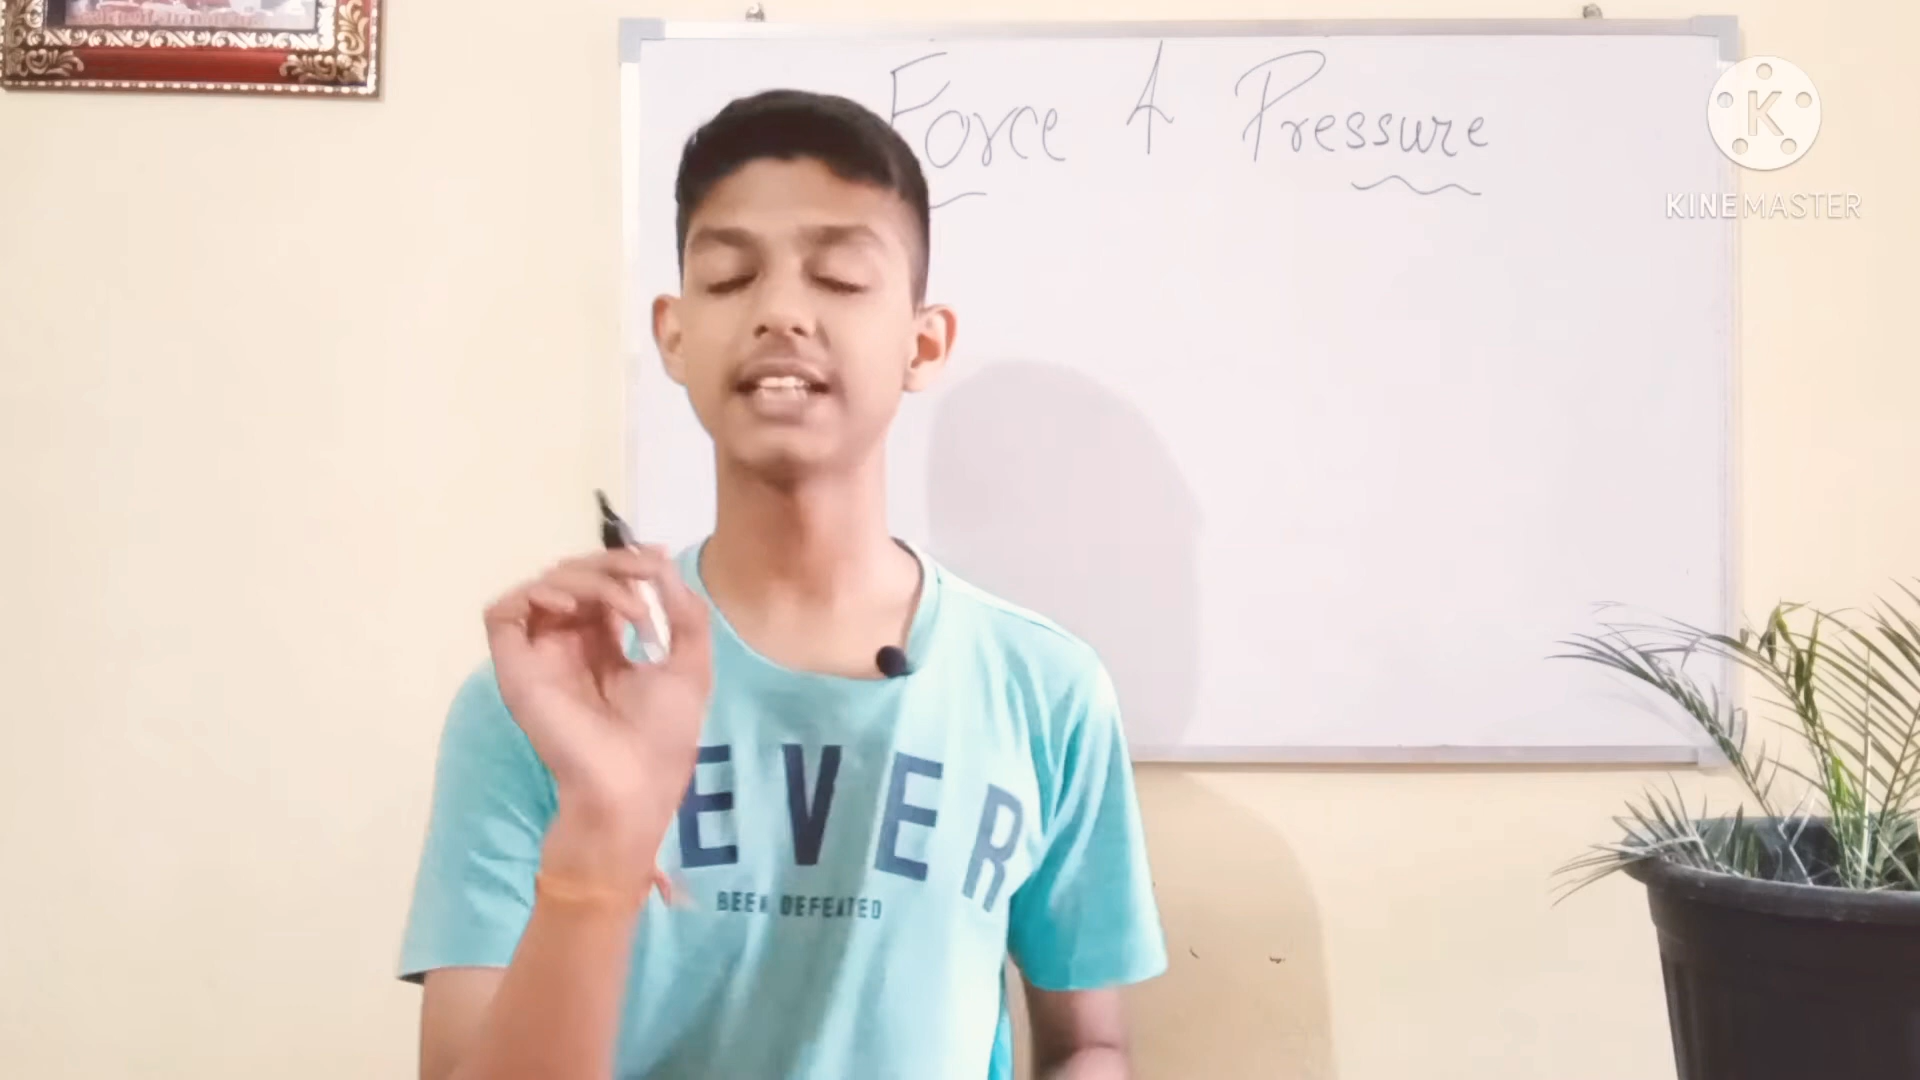 Force & Pressure
K
KINEMASTER
EVER
BEEN DEFEATED